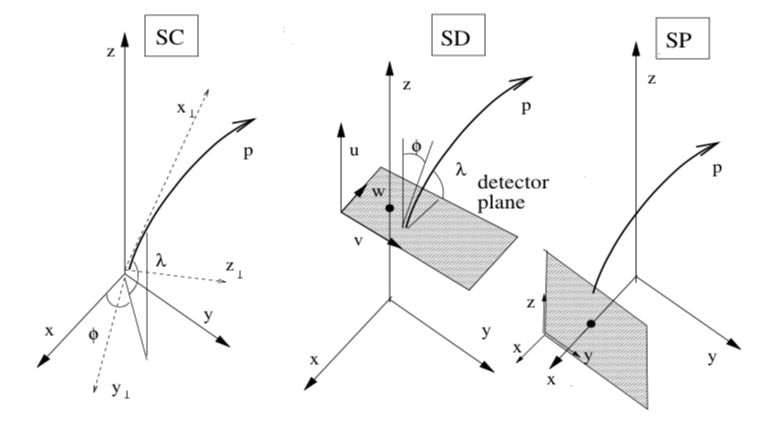 SC
z
x⊥
p
λ
z⊥
x
ϕ
y
y⊥
SD
z
p
u
ϕ
λ
w
detector
plane
v
x
y
SP
z
p
z
x
y
x
y